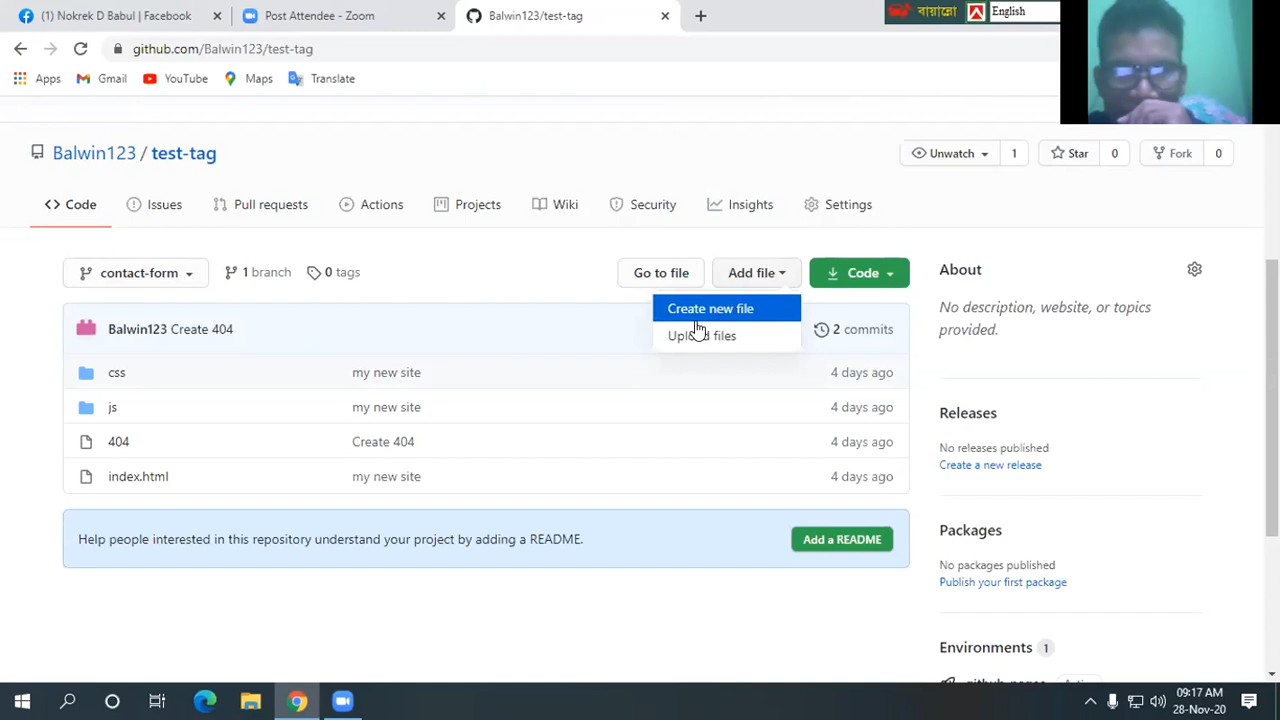 (1) Nokrel D Babul | Facebook
- Zoom
Balwin123/test-tag
বায়ান্নো
English
github.com/Balwin123/test-tag
Apps
Gmail
YouTube
Maps
Translate
Balwin123 / test-tag
Unwatch
1
Star
0
Fork
0
Code
Issues
Pull requests
Actions
Projects
Wiki
Security
Insights
Settings
contact-form
1 branch
0 tags
Go to file
Add file
Code
Create new file
files
Balwin123 Create 404
2 commits
css
my new site
4 days ago
js
my new site
4 days ago
404
Create 404
4 days ago
index.html
my new site
4 days ago
Help people interested in this repository understand your project by adding a README.
Add a README
About
No description, website, or topics
provided.
Releases
No releases published
Create a new release
Packages
No packages published
Publish your first package
Environments 1
09:17 AM
28-Nov-20